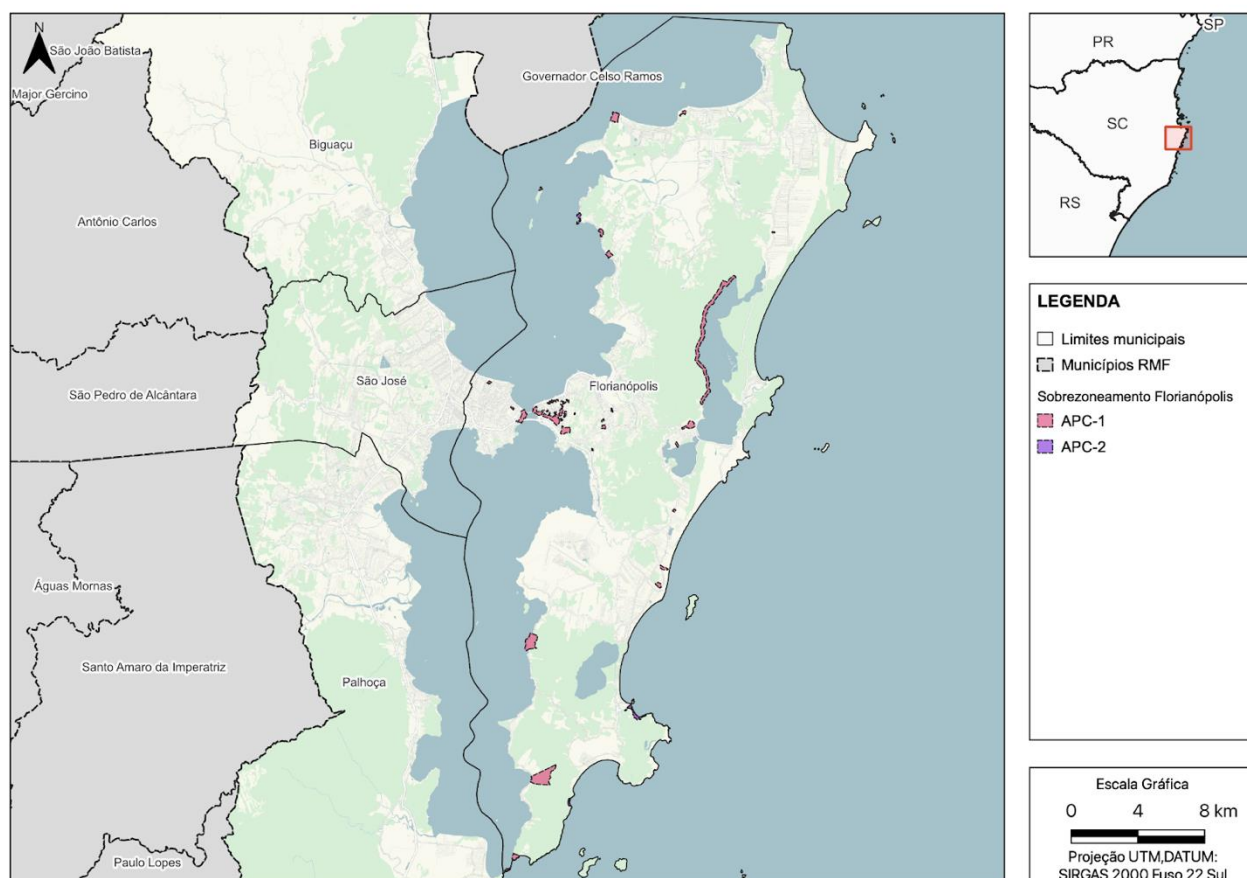 N
São João Batista
Major Gercino
Governador Celso Ramos
Biguaçu
Antônio Carlos
São José
Florianópolis
São Pedro de Alcântara
Águas Mornas
Santo Amaro da Imperatriz
Palhoça
Paulo Lopes
SP
PR
SC
RS
LEGENDA
Limites municipais
Municípios RMF
Sobrezoneamento Florianópolis
APC-1
APC-2
Escala Gráfica
0 4 8 km
Projeção UTM,DATUM:
SIRGAS 2000 Fuso 22 Sul